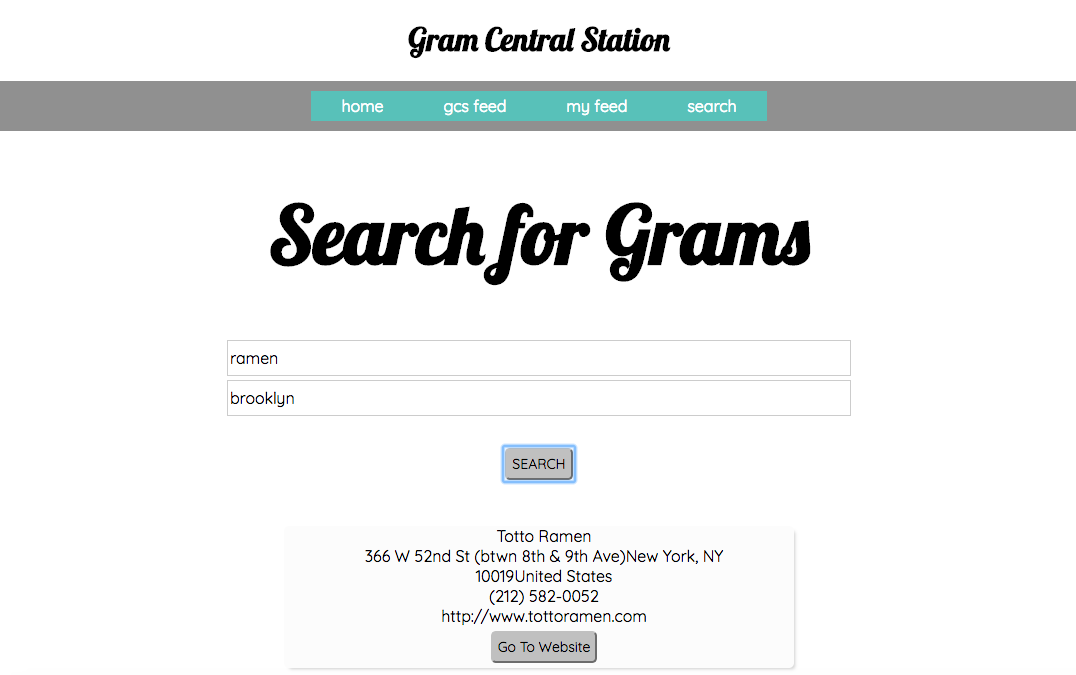 Gram Central Station
home gcs feed my feed search
Search for Grams
ramen
brooklyn
SEARCH
Totto Ramen
366 W 52nd St (btwn 8th & 9th Ave)New York, NY
10019United States
(212) 582-0052
http://www.tottoramen.com
Go To Website